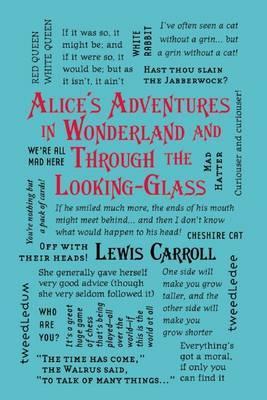 RED QUEEN
WHITE QUEEN
If it was so, it
might be; and
if it were so, it
would be; but as
it isn't, it ain't
WHITE
RABBIT
I've often seen a cat
without a grin... but
a grin without a cat!
HAST THOU SLAIN
THE JABBERWOCK?
Curiouser and curiouser!
ALICE'S ADVENTURES
IN WONDERLAND AND
THROUGH THE
LOOKING-GLASS
WE'RE ALL
MAD HERE
MAD
HATTER
You're nothing but
a pack of cards!
If he smiled much more, the ends of his mouth
might meet behind... and then I don't know
what would happen to his head!
CHESHIRE CAT
OFF WITH
THEIR HEADS!
LEWIS CARROLL
She generally gave herself
very good advice (though
she very seldom followed it)
One side will
make you
grow taller, and the
other side will make
you
grow shorter
tweedledee
tweedledum
WHO
ARE
YOU?
It's a great
huge game
of chess
that's being
played—all
over the
world—if
this is the
world at all
Everything's
got a moral,
if only you
can find it
"THE TIME HAS COME,"
THE WALRUS SAID,
"TO TALK OF MANY THINGS..."